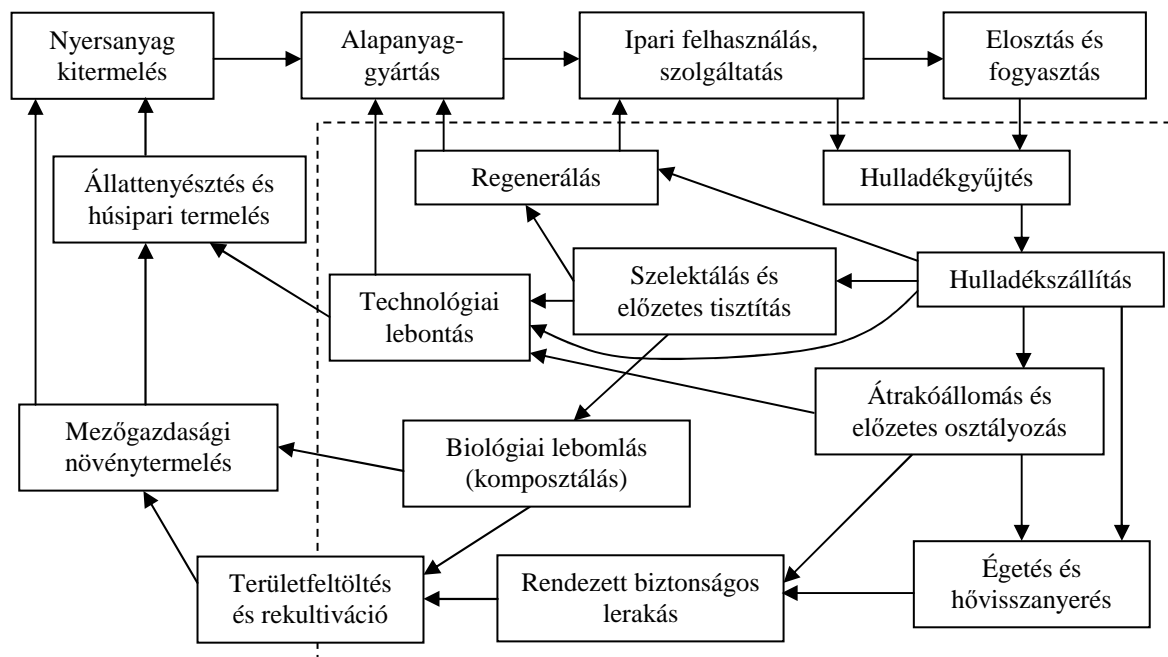 Nyersanyag
kitermelés
Alapanyag-
gyártás
Ipari felhasználás,
szolgáltatás
Elosztás és
fogyasztás
Állattenyésztés és
húsipari termelés
Regenerálás
Hulladékgyűjtés
Technológiai
lebontás
Szelektálás és
előzetes tisztítás
Hulladékszállítás
Mezőgazdasági
növénytermelés
Biológiai lebomlás
(komposztálás)
Átrakóállomás és
előzetes osztályozás
Területfeltöltés
és rekultiváció
Rendezett biztonságos
lerakás
Égetés és
hővisszanyerés